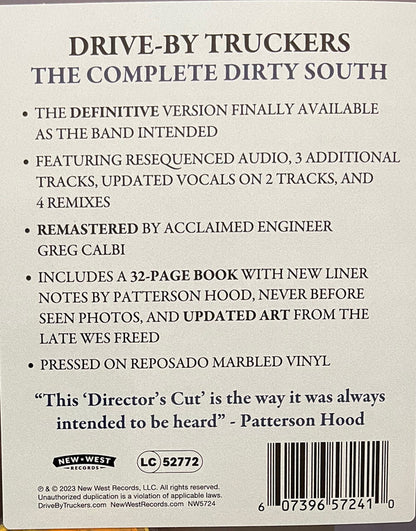 DRIVE-BY TRUCKERS
THE COMPLETE DIRTY SOUTH
• THE DEFINITIVE VERSION FINALLY AVAILABLE
AS THE BAND INTENDED
• FEATURING RESEQUENCED AUDIO, 3 ADDITIONAL
TRACKS, UPDATED VOCALS ON 2 TRACKS, AND
4 REMIXES
• REMASTERED BY ACCLAIMED ENGINEER
GREG CALBI
• INCLUDES A 32-PAGE BOOK WITH NEW LINER
NOTES BY PATTERSON HOOD, NEVER BEFORE
SEEN PHOTOS, AND UPDATED ART FROM THE
LATE WES FREED
• PRESSED ON REPOSADO MARBLED VINYL
“This ‘Director’s Cut’ is the way it was always
intended to be heard” - Patterson Hood
NEW•WEST
RECORDS
LC 52772
℗ & © 2023 New West Records, LLC. All rights reserved.
Unauthorized duplication is a violation of applicable laws.
DriveByTruckers.com NewWestRecords.com NW5724
6 07396 57241 0